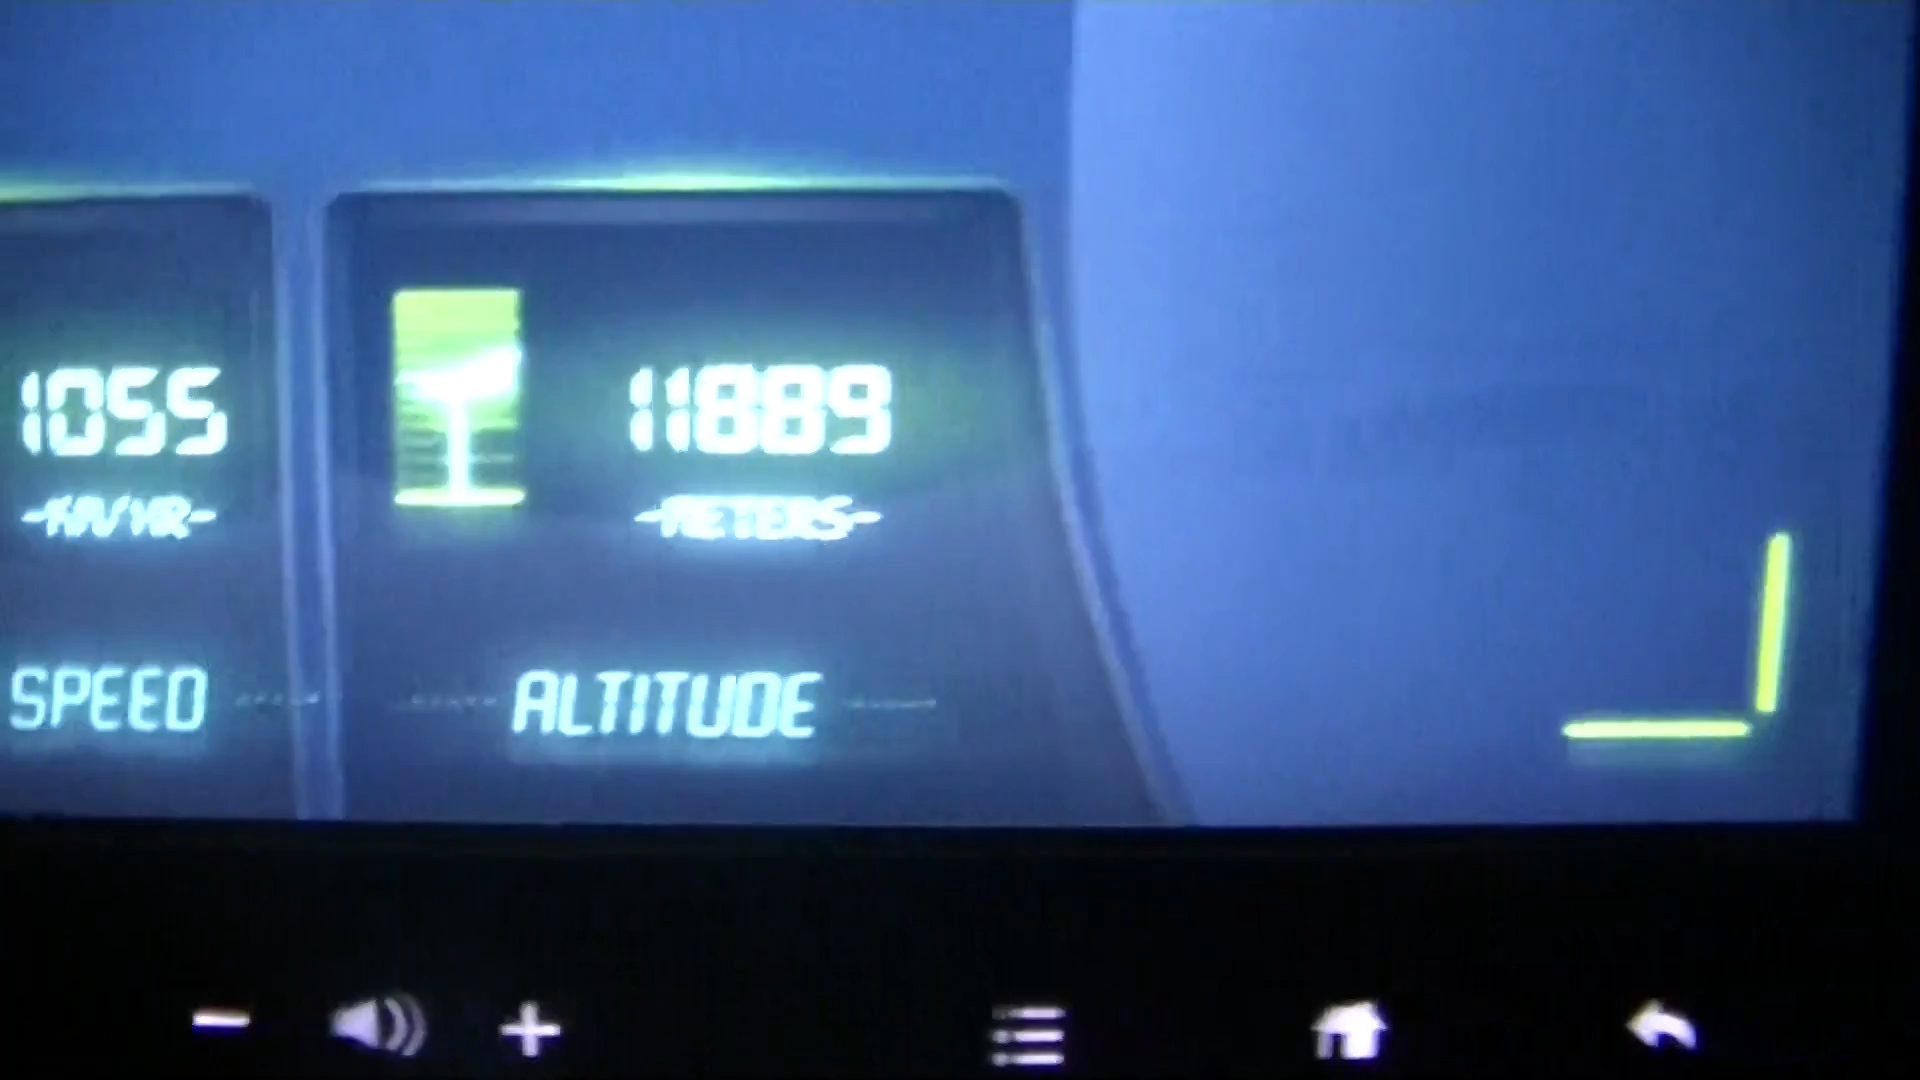 1055
-KM/HR-
SPEED
11889
-METERS-
ALTITUDE